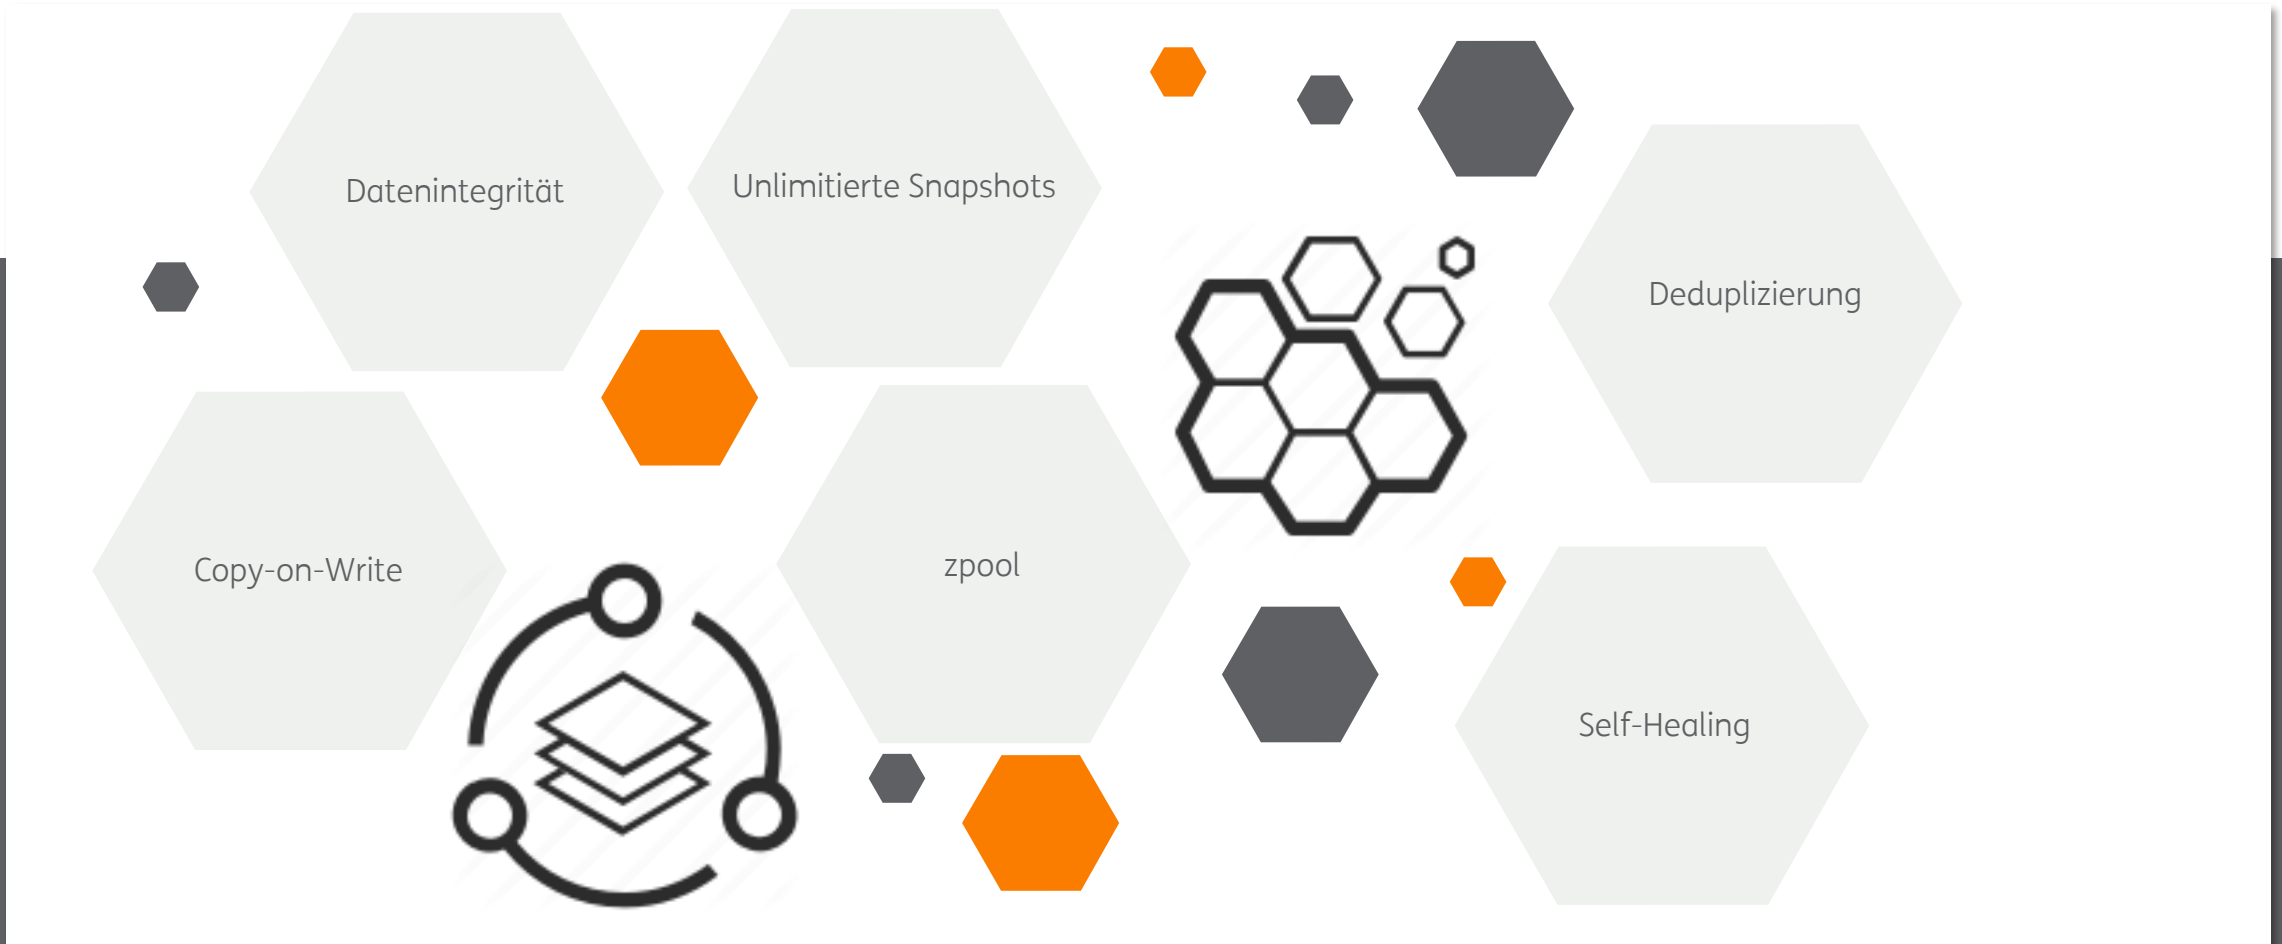 Datenintegrität
Unlimitierte Snapshots
Deduplizierung
Copy-on-Write
zpool
Self-Healing